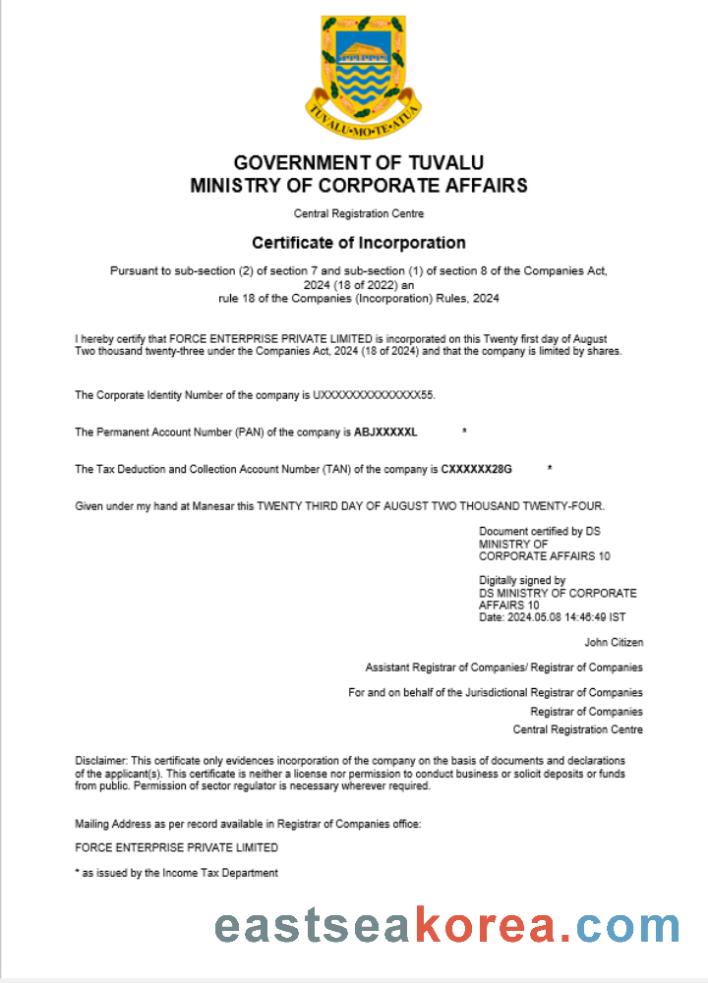 TUVALU•MO•TE•ATUA
GOVERNMENT OF TUVALU
MINISTRY OF CORPORATE AFFAIRS
Central Registration Centre
Certificate of Incorporation
Pursuant to sub-section (2) of section 7 and sub-section (1) of section 8 of the Companies Act,
2024 (18 of 2022) an
rule 18 of the Companies (Incorporation) Rules, 2024
I hereby certify that FORCE ENTERPRISE PRIVATE LIMITED is incorporated on this Twenty first day of August
Two thousand twenty-three under the Companies Act, 2024 (18 of 2024) and that the company is limited by shares.
The Corporate Identity Number of the company is UXXXXXXXXXXXXXXX55.
The Permanent Account Number (PAN) of the company is ABJXXXXXL *
The Tax Deduction and Collection Account Number (TAN) of the company is CXXXXXX28G *
Given under my hand at Manesar this TWENTY THIRD DAY OF AUGUST TWO THOUSAND TWENTY-FOUR.
Document certified by DS
MINISTRY OF
CORPORATE AFFAIRS 10
Digitally signed by
DS MINISTRY OF CORPORATE
AFFAIRS 10
Date: 2024.05.08 14:46:49 IST
John Citizen
Assistant Registrar of Companies/ Registrar of Companies
For and on behalf of the Jurisdictional Registrar of Companies
Registrar of Companies
Central Registration Centre
Disclaimer: This certificate only evidences incorporation of the company on the basis of documents and declarations
of the applicant(s). This certificate is neither a license nor permission to conduct business or solicit deposits or funds
from public. Permission of sector regulator is necessary wherever required.
Mailing Address as per record available in Registrar of Companies office:
FORCE ENTERPRISE PRIVATE LIMITED
* as issued by the Income Tax Department
eastseakorea.com